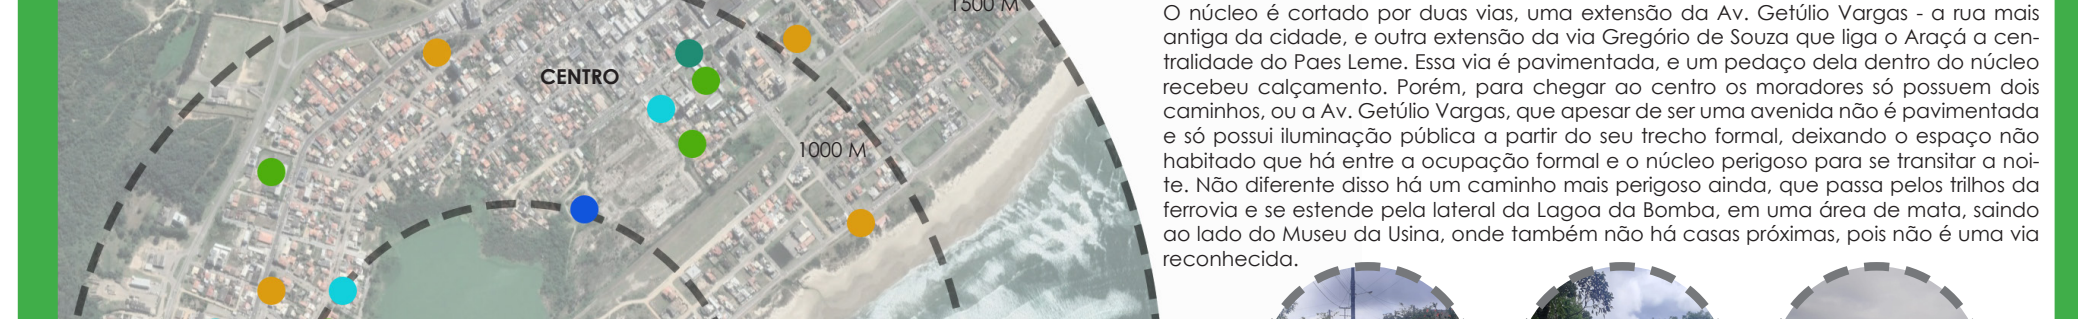 1500 M
CENTRO
1000 M
O núcleo é cortado por duas vias, uma extensão da Av. Getúlio Vargas - a rua mais
antiga da cidade, e outra extensão da via Gregório de Souza que liga o Araçá a cen-
tralidade do Paes Leme. Essa via é pavimentada, e um pedaço dela dentro do núcleo
recebeu calçamento. Porém, para chegar ao centro os moradores só possuem dois
caminhos, ou a Av. Getúlio Vargas, que apesar de ser uma avenida não é pavimentada
e só possui iluminação pública a partir do seu trecho formal, deixando o espaço não
habitado que há entre a ocupação formal e o núcleo perigoso para se transitar a noi-
te. Não diferente disso há um caminho mais perigoso ainda, que passa pelos trilhos da
ferrovia e se estende pela lateral da Lagoa da Bomba, em uma área de mata, saindo
ao lado do Museu da Usina, onde também não há casas próximas, pois não é uma via
reconhecida.